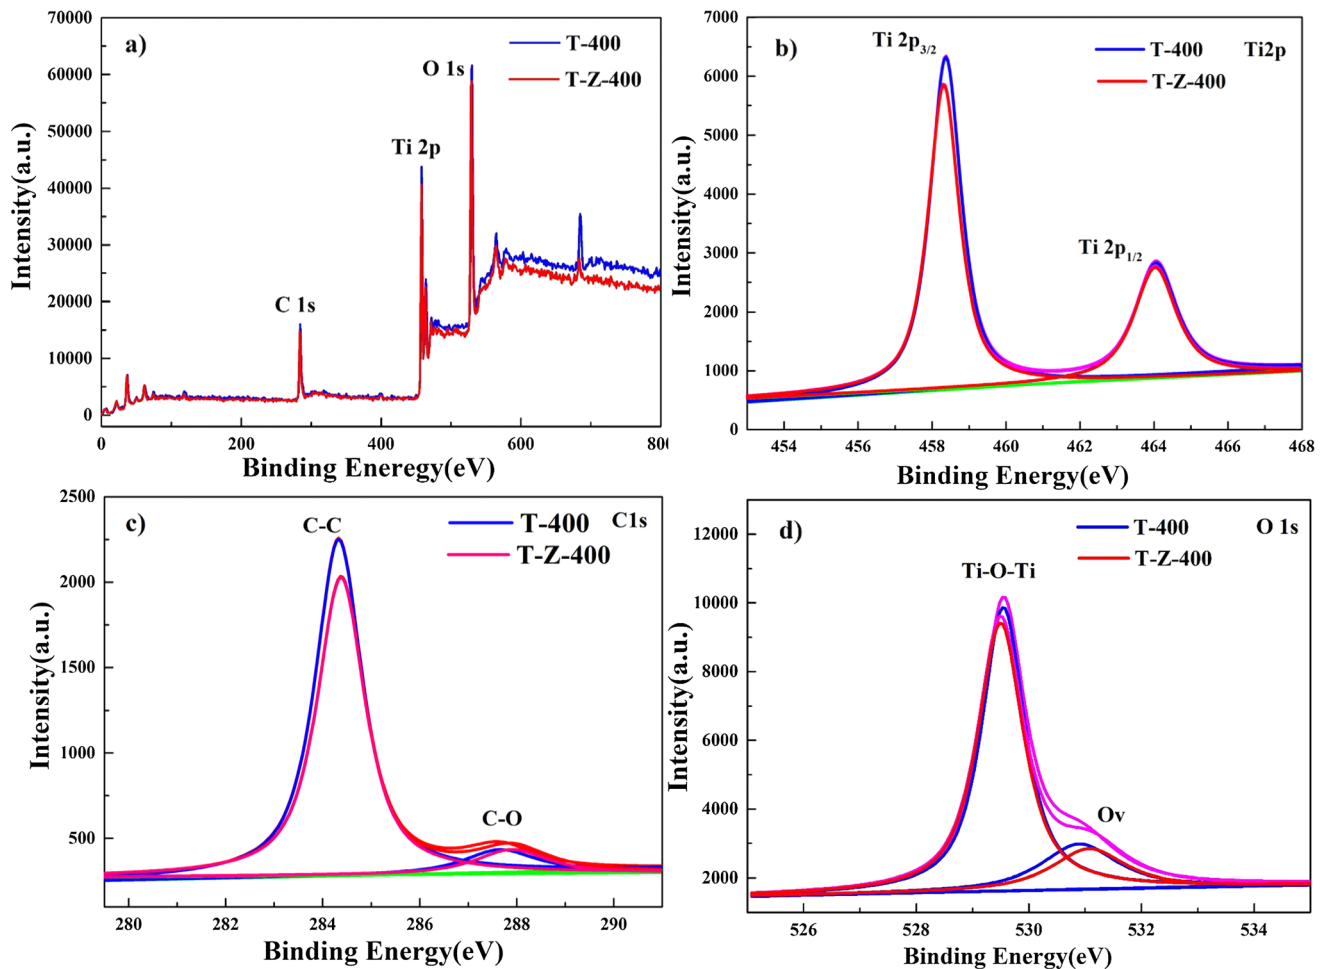 a)
T-400
T-Z-400
O 1s
Ti 2p
C 1s
70000
60000
50000
40000
30000
20000
10000
0
0 200 400 600 80
Intensity(a.u.)
Binding Eneregy(eV)
b)
Ti 2p3/2
T-400
T-Z-400
Ti2p
Ti 2p1/2
7000
6000
5000
4000
3000
2000
1000
0
454 456 458 460 462 464 466 468
Intensity(a.u.)
Binding Energy(eV)
c)
C-C
T-400
T-Z-400
C1s
C-O
2500
2000
1500
1000
500
280 282 284 286 288 290
Intensity(a.u.)
Binding Energy(eV)
d)
T-400
T-Z-400
O 1s
Ti-O-Ti
Ov
12000
10000
8000
6000
4000
2000
526 528 530 532 534
Intensity(a.u.)
Binding Energy(eV)